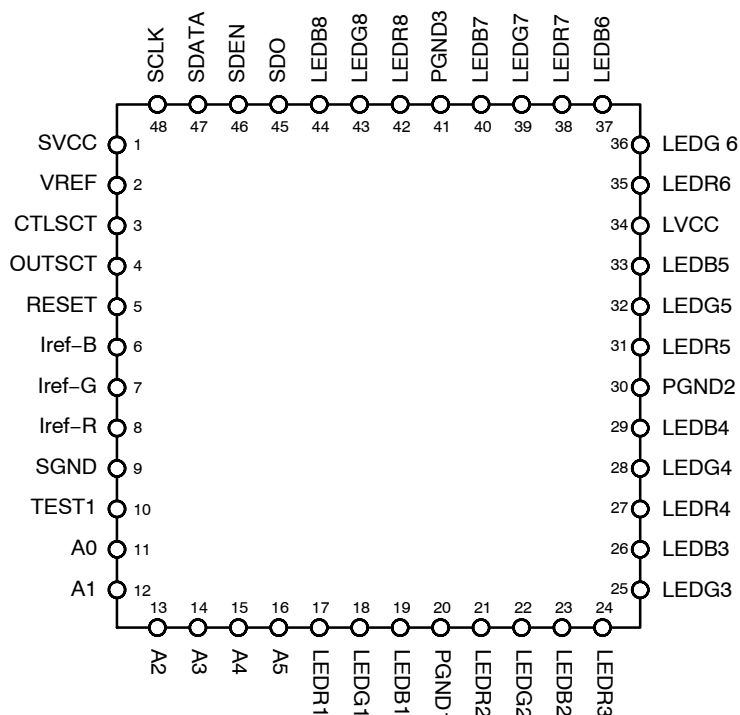 SCLK
SDATA
SDEN
SDO
LEDB8
LEDG8
LEDR8
PGND3
LEDB7
LEDG7
LEDR7
LEDB6
48 47 46 45 44 43 42 41 40 39 38 37
SVCC 1
VREF 2
CTLSCT 3
OUTSCT 4
RESET 5
Iref–B 6
Iref–G 7
Iref–R 8
SGND 9
TEST1 10
A0 11
A1 12
36 LEDG 6
35 LEDR6
34 LVCC
33 LEDB5
32 LEDG5
31 LEDR5
30 PGND2
29 LEDB4
28 LEDG4
27 LEDR4
26 LEDB3
25 LEDG3
13 14 15 16 17 18 19 20 21 22 23 24
A2
A3
A4
A5
LEDR1
LEDG1
LEDB1
PGND1
LEDR2
LEDG2
LEDB2
LEDR3